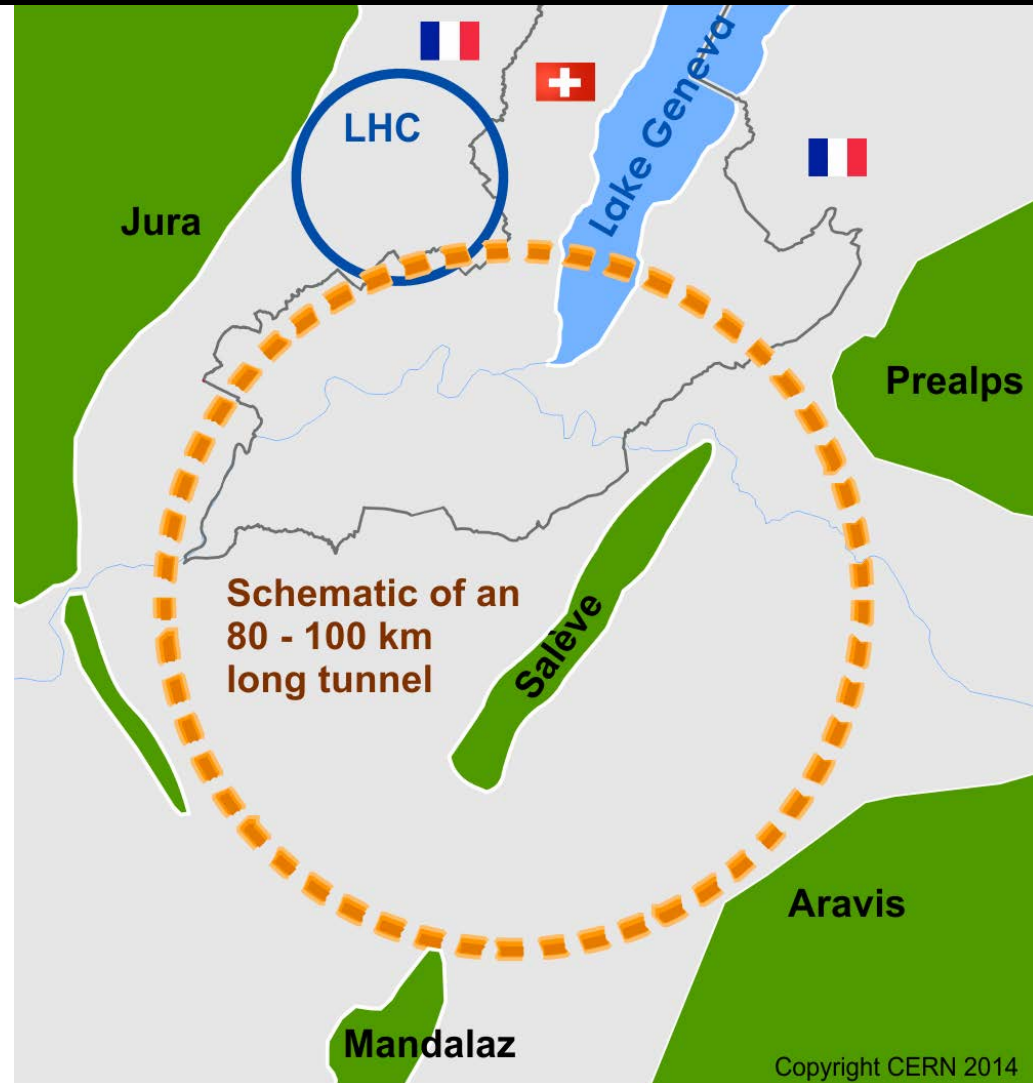 LHC
Lake Geneva
Jura
Prealps
Schematic of an
80 - 100 km
long tunnel
Salève
Aravis
Mandalaz
Copyright CERN 2014